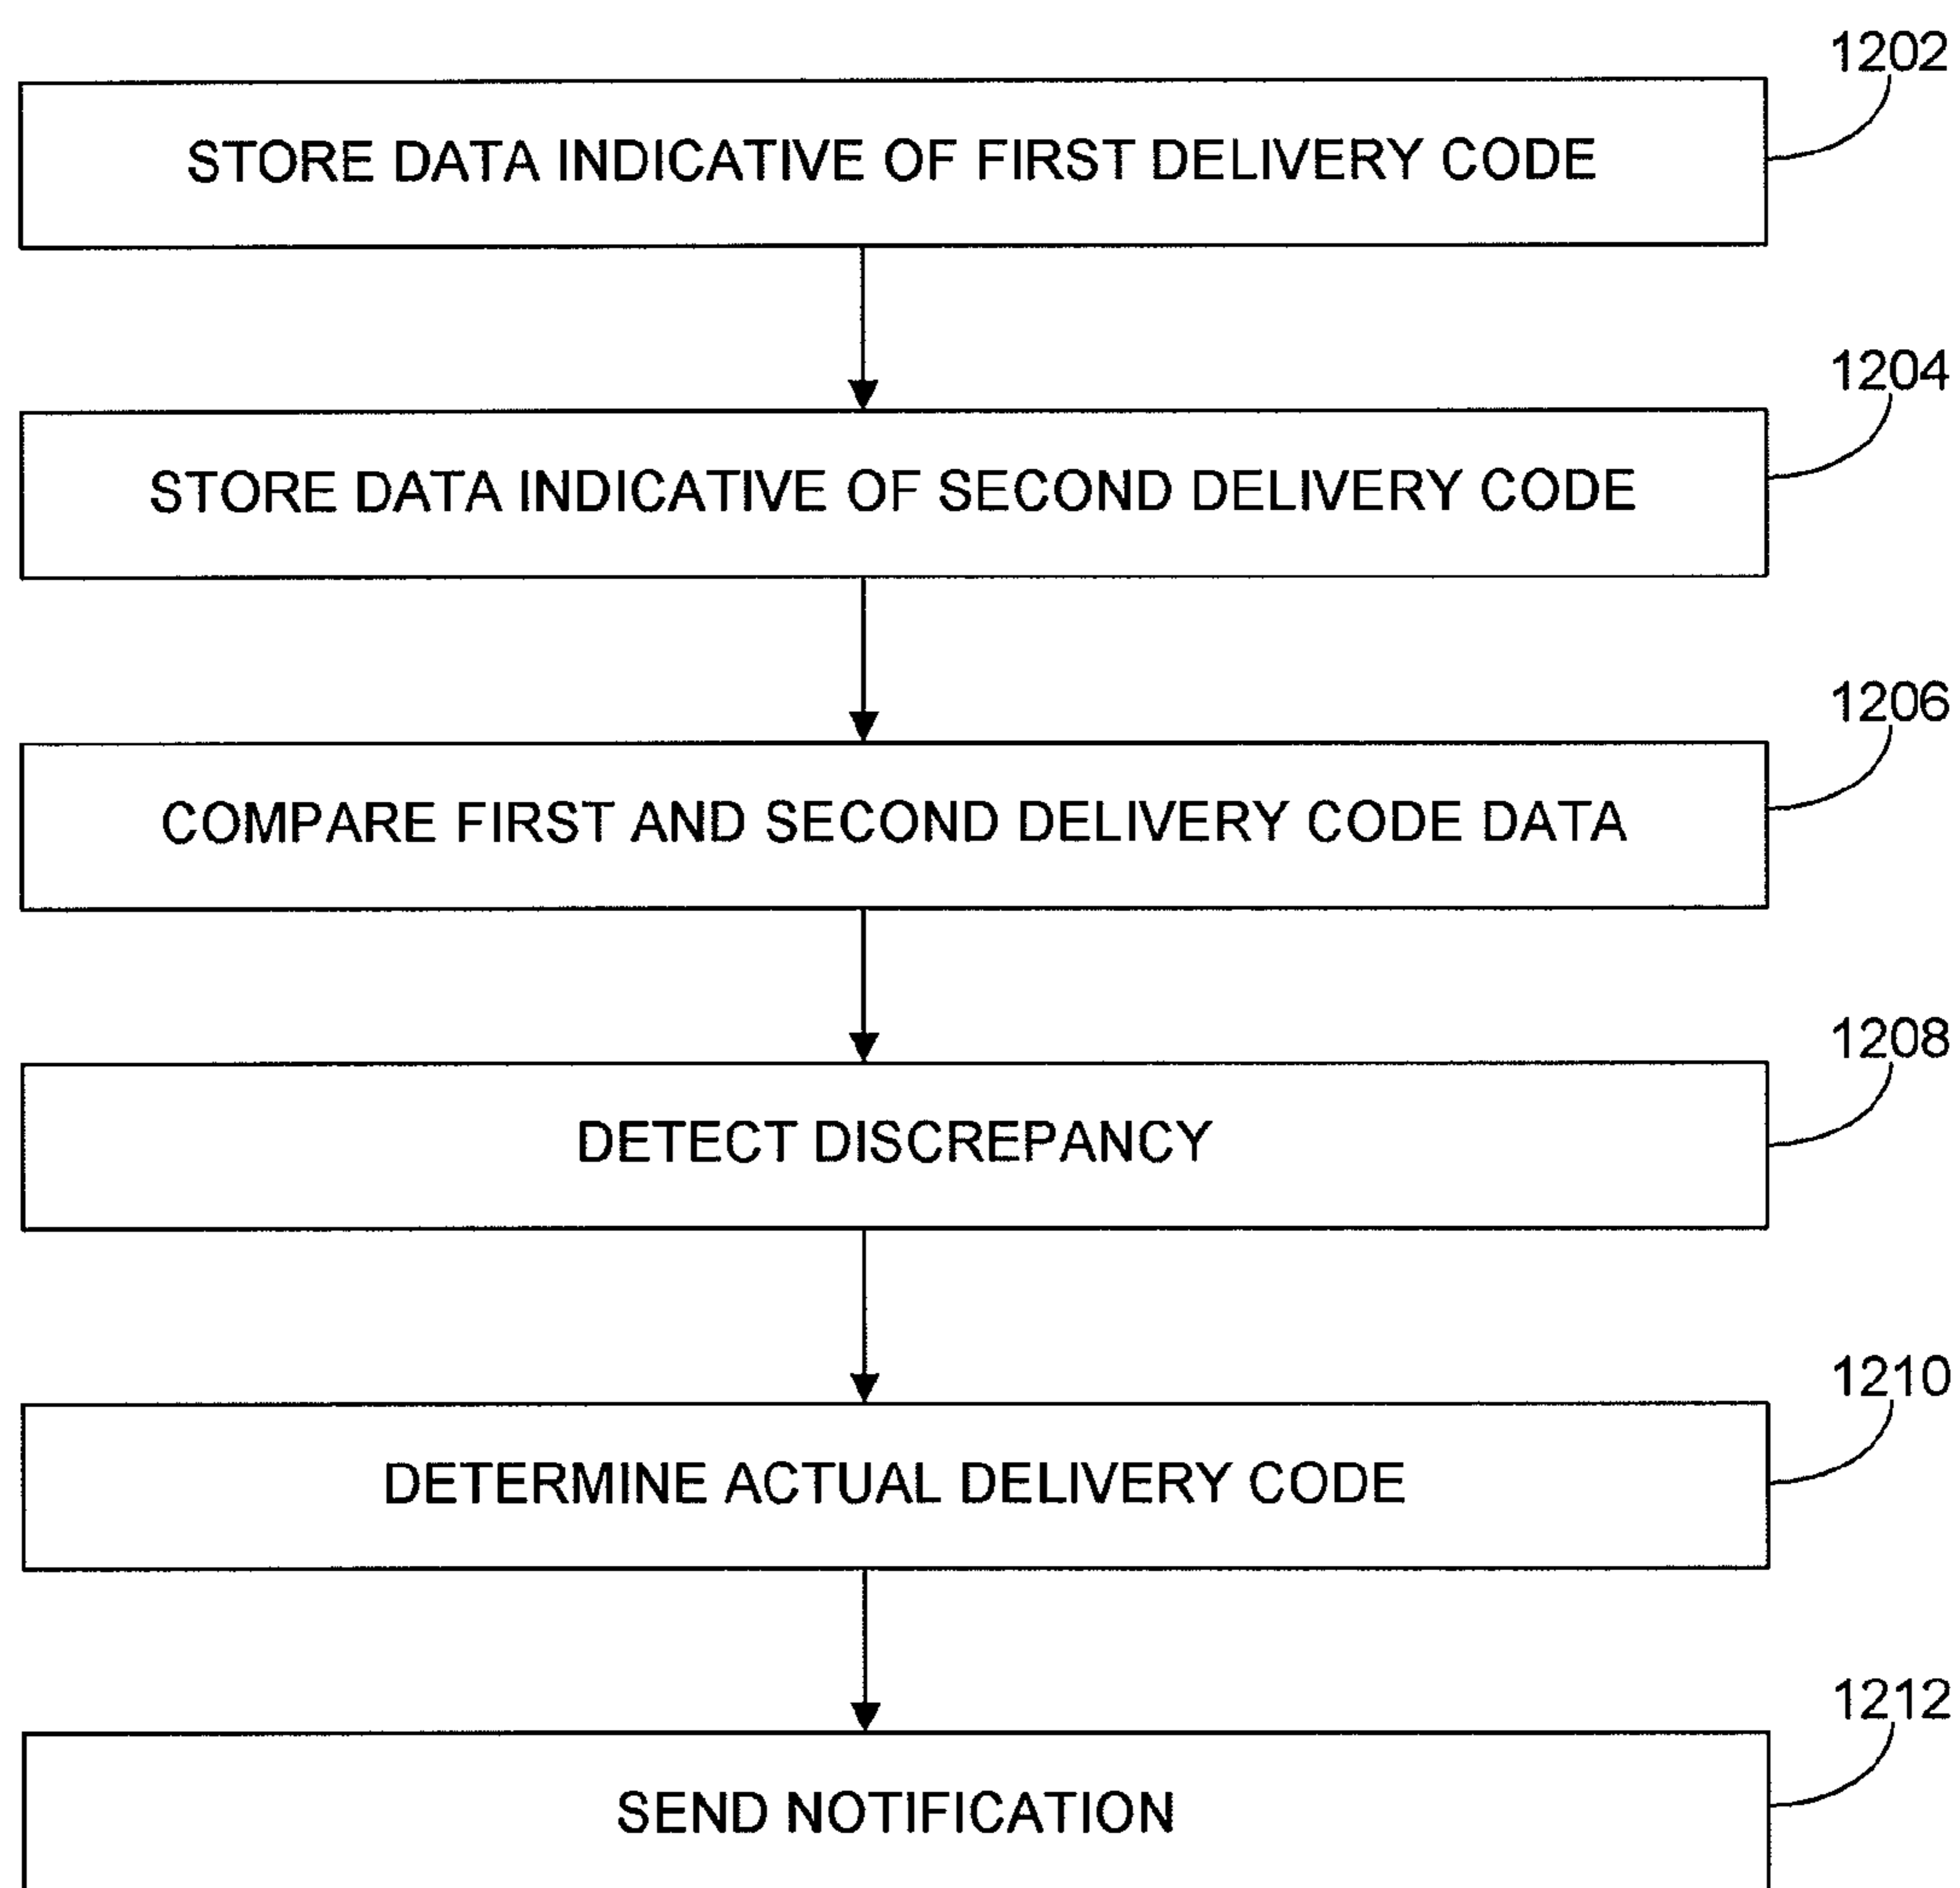 1202
STORE DATA INDICATIVE OF FIRST DELIVERY CODE
1204
STORE DATA INDICATIVE OF SECOND DELIVERY CODE
1206
COMPARE FIRST AND SECOND DELIVERY CODE DATA
1208
DETECT DISCREPANCY
1210
DETERMINE ACTUAL DELIVERY CODE
1212
SEND NOTIFICATION